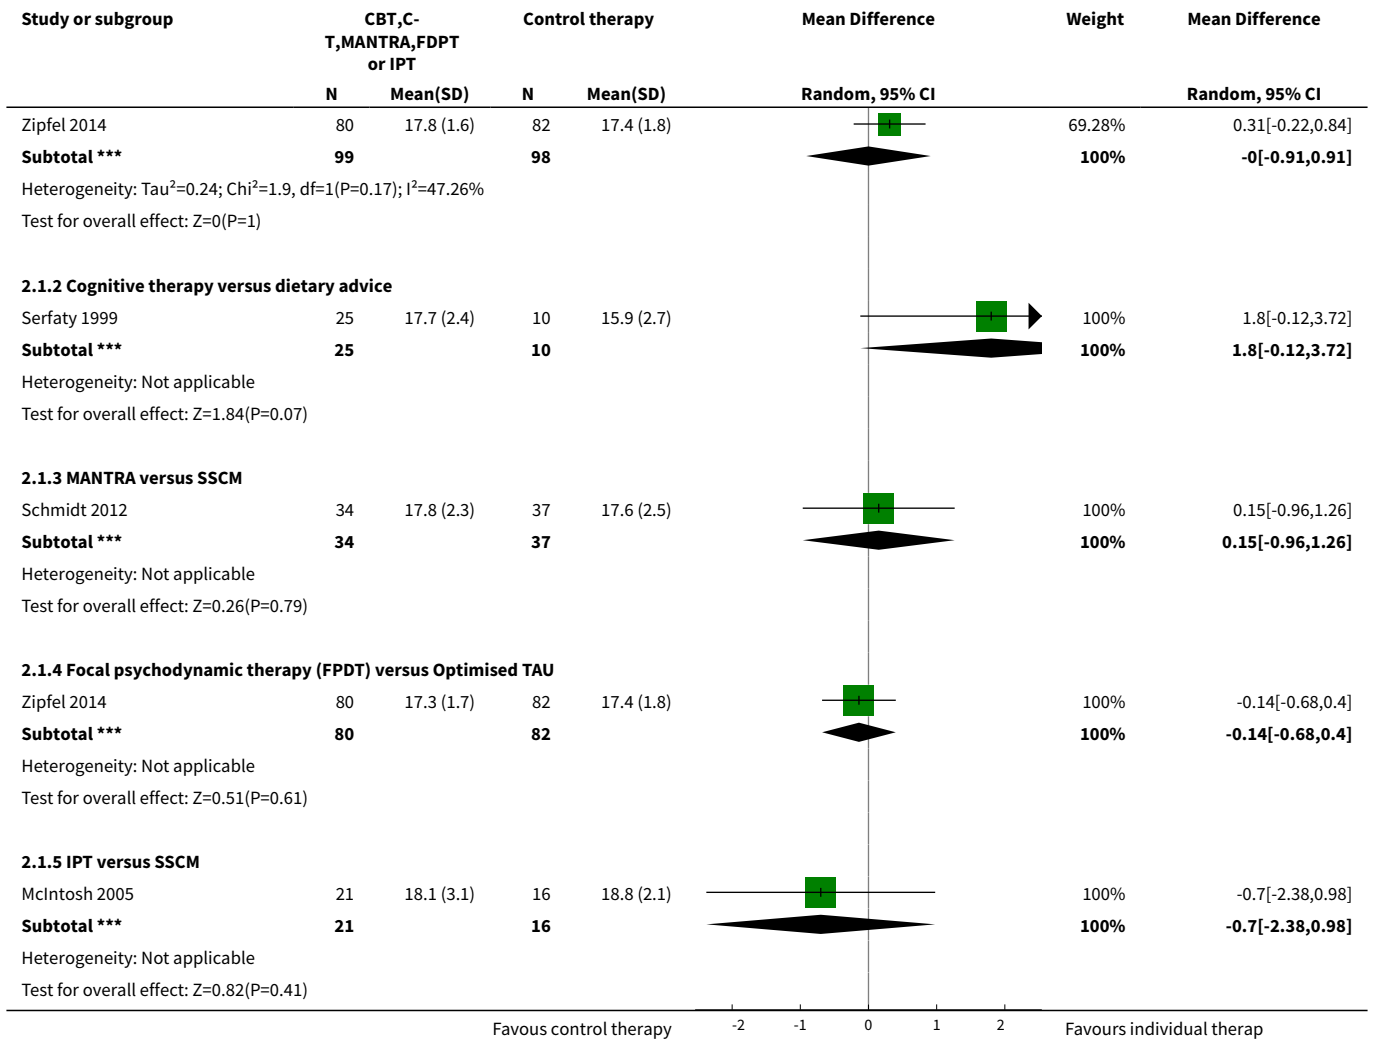 Study or subgroup CBT,C- Control therapy Mean Difference Weight Mean Difference
T,MANTRA,FDPT
or IPT
N Mean(SD) N Mean(SD) Random, 95% CI Random, 95% CI
Zipfel 2014 80 17.8 (1.6) 82 17.4 (1.8) 69.28% 0.31[-0.22,0.84]
Subtotal *** 99 98 100% -0[-0.91,0.91]
Heterogeneity: Tau²=0.24; Chi²=1.9, df=1(P=0.17); I²=47.26%
Test for overall effect: Z=0(P=1)
2.1.2 Cognitive therapy versus dietary advice
Serfaty 1999 25 17.7 (2.4) 10 15.9 (2.7) 100% 1.8[-0.12,3.72]
Subtotal *** 25 10 100% 1.8[-0.12,3.72]
Heterogeneity: Not applicable
Test for overall effect: Z=1.84(P=0.07)
2.1.3 MANTRA versus SSCM
Schmidt 2012 34 17.8 (2.3) 37 17.6 (2.5) 100% 0.15[-0.96,1.26]
Subtotal *** 34 37 100% 0.15[-0.96,1.26]
Heterogeneity: Not applicable
Test for overall effect: Z=0.26(P=0.79)
2.1.4 Focal psychodynamic therapy (FPDT) versus Optimised TAU
Zipfel 2014 80 17.3 (1.7) 82 17.4 (1.8) 100% -0.14[-0.68,0.4]
Subtotal *** 80 82 100% -0.14[-0.68,0.4]
Heterogeneity: Not applicable
Test for overall effect: Z=0.51(P=0.61)
2.1.5 IPT versus SSCM
McIntosh 2005 21 18.1 (3.1) 16 18.8 (2.1) 100% -0.7[-2.38,0.98]
Subtotal *** 21 16 100% -0.7[-2.38,0.98]
Heterogeneity: Not applicable
Test for overall effect: Z=0.82(P=0.41)
Favous control therapy -2 -1 0 1 2 Favours individual therap